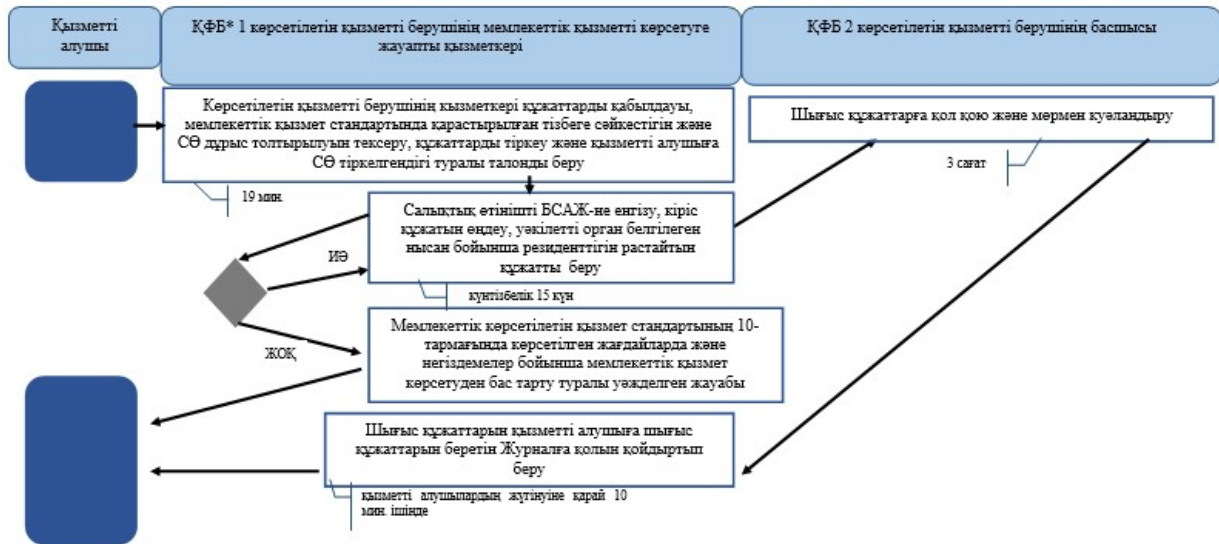 Қызметті
алушы
ҚФБ* 1 көрсетілетін қызметті берушінің мемлекеттік қызметті көрсетуге
жауапты қызметкері
ҚФБ 2 көрсетілетін қызметті берушінің басшысы
Көрсетілетін қызметті берушінің кызметкері құжаттарды қабылдауы,
мемлекеттік қызмет стандартында қарастырылған тізбеге сәйкестігін және
СӨ дұрыс толтырылуын тексеру, құжаттарды тіркеу және қызметті алушыға
СӨ тіркелгендігі туралы талонды беру
19 мин.
Шығыс құжаттарға қол қою және мөрмен куәландыру
3 сағат
Салықтық өтінішті БСАЖ-не енгізу, кіріс
құжатын өңдеу, уәкілетті орган белгілеген
нысан бойынша резиденттігін растайтын
құжатты беру
ИӘ
күнтізбелік 15 күн
ЖОҚ
Мемлекеттік көрсетілетін қызмет стандартының 10-
тармағында көрсетілген жағдайларда және
негіздемелер бойынша мемлекеттік қызмет
көрсетуден бас тарту туралы уәжделген жауабы
Шығыс құжаттарын қызметті алушыға шығыс
құжаттарын беретін Журналға қолын қойдыртып
беру
қызметті алушылардың жүгінуіне қарай 10
мин. ішінде